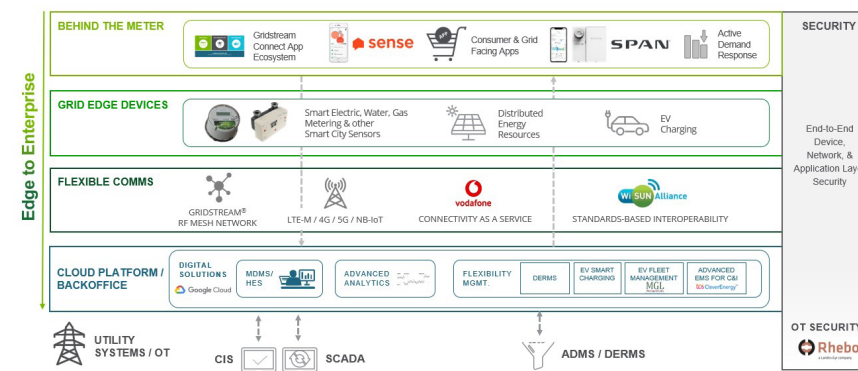 BEHIND THE METER
Gridstream
Connect App
Ecosystem
sense
APP
Consumer & Grid
Facing Apps
SPAN
Active
Demand
Response
SECURITY
Edge to Enterprise
GRID EDGE DEVICES
Smart Electric, Water, Gas
Metering & other
Smart City Sensors
Distributed
Energy
Resources
EV
Charging
End-to-End
Device,
Network, &
Application Laye
Security
FLEXIBLE COMMS
GRIDSTREAM®
RF MESH NETWORK
LTE-M / 4G / 5G / NB-IoT
vodafone
CONNECTIVITY AS A SERVICE
Wi SUN Alliance
STANDARDS-BASED INTEROPERABILITY
CLOUD PLATFORM /
BACKOFFICE
DIGITAL
SOLUTIONS
Google Cloud
MDMS/
HES
ADVANCED
ANALYTICS
FLEXIBILITY
MGMT.
DERMS
EV SMART
CHARGING
EV FLEET
MANAGEMENT
MGL
ADVANCED
EMS FOR C&I
CleverEnergy
UTILITY
SYSTEMS / OT
CIS
SCADA
ADMS / DERMS
OT SECURITY
Rhebo